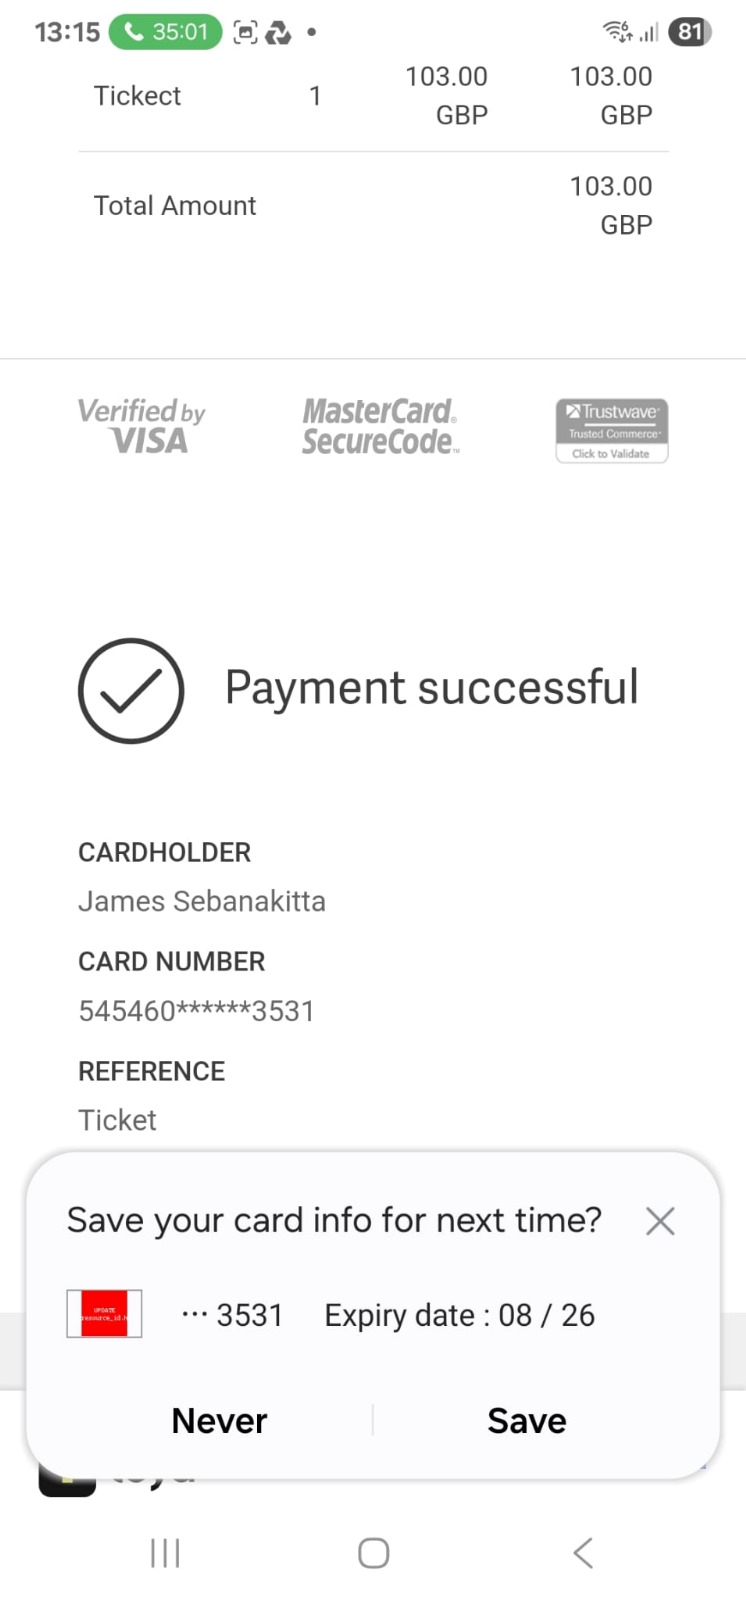 13:15 35:01 81
Tickect 1 103.00 GBP 103.00 GBP
Total Amount 103.00 GBP
Verified by VISA
MasterCard. SecureCode.™
Trustwave®
Trusted Commerce™
Click to Validate
Payment successful
CARDHOLDER
James Sebanakitta
CARD NUMBER
545460******3531
REFERENCE
Ticket
Save your card info for next time?
UPDATE
··· 3531 Expiry date : 08 / 26
Never Save